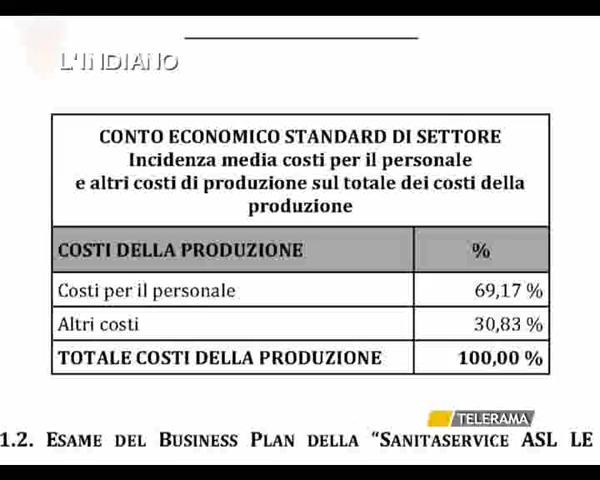 L'INDIANO
CONTO ECONOMICO STANDARD DI SETTORE
Incidenza media costi per il personale
e altri costi di produzione sul totale dei costi della
produzione
COSTI DELLA PRODUZIONE %
Costi per il personale 69,17 %
Altri costi 30,83 %
TOTALE COSTI DELLA PRODUZIONE 100,00 %
TELERAMA
1.2. ESAME DEL BUSINESS PLAN DELLA "SANITASERVICE ASL LE